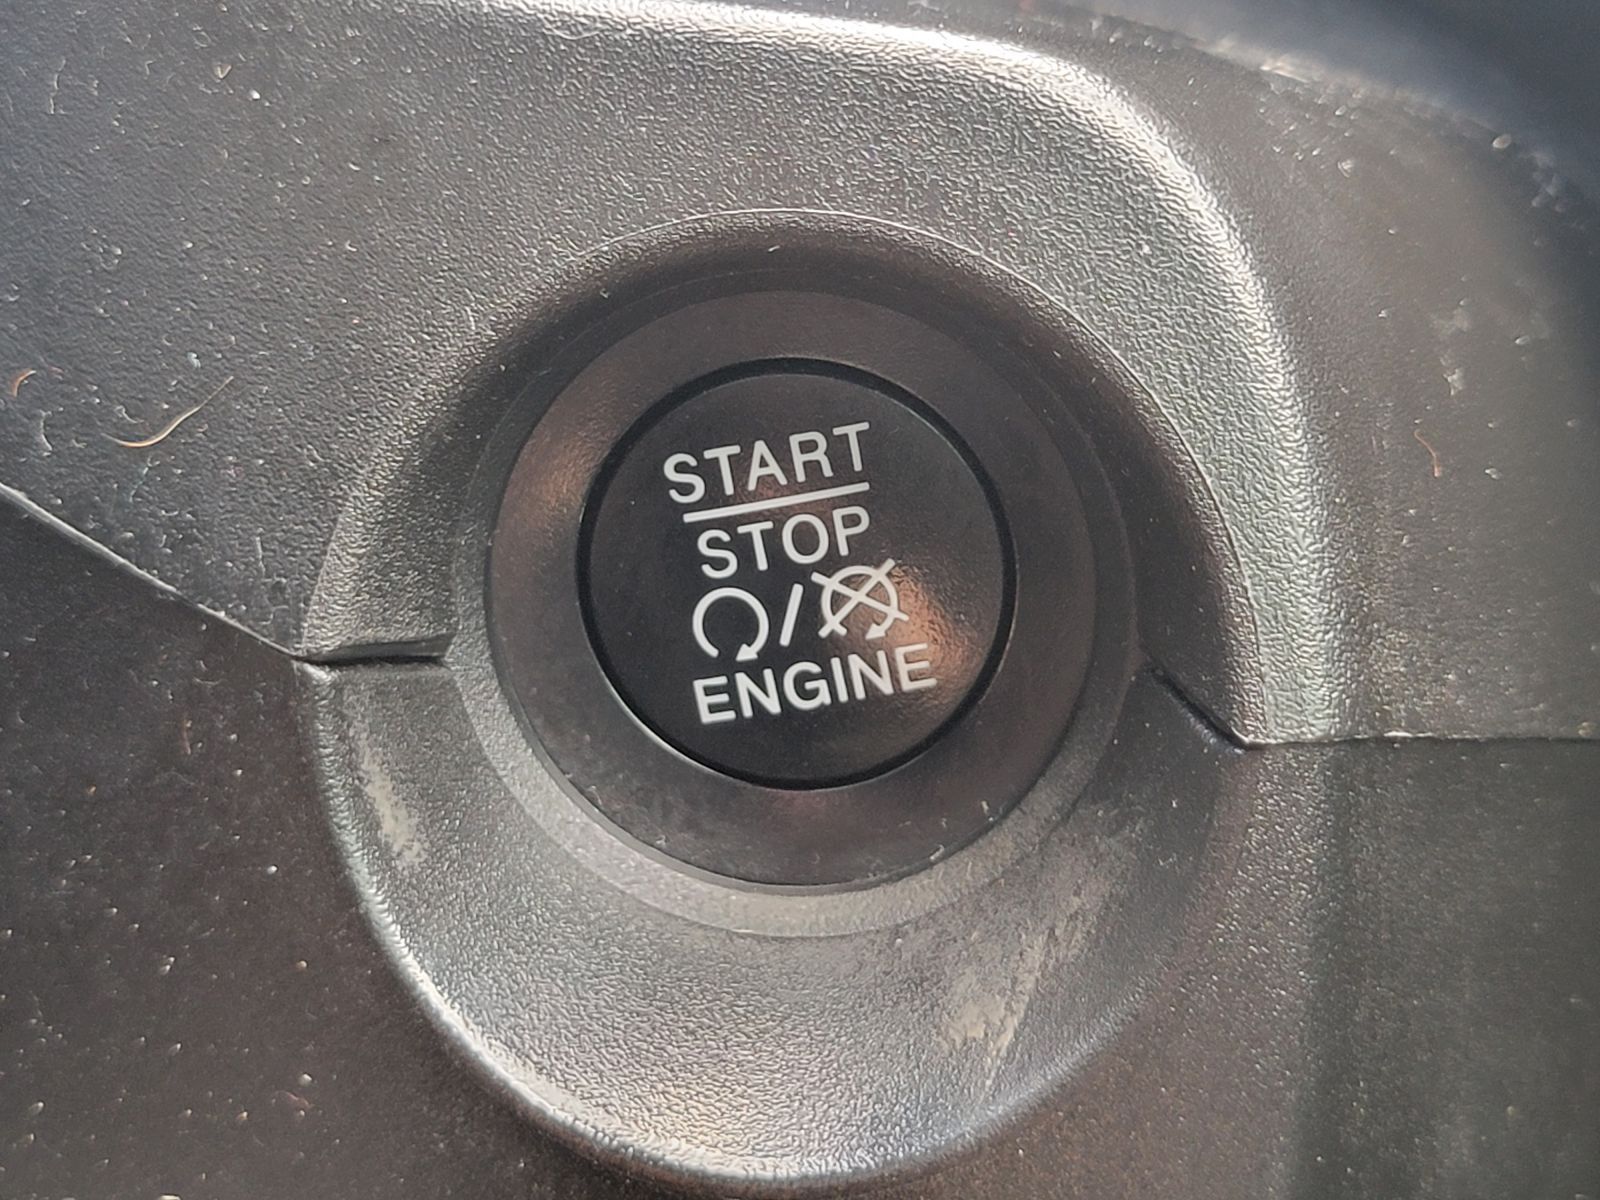 START
STOP
/
ENGINE